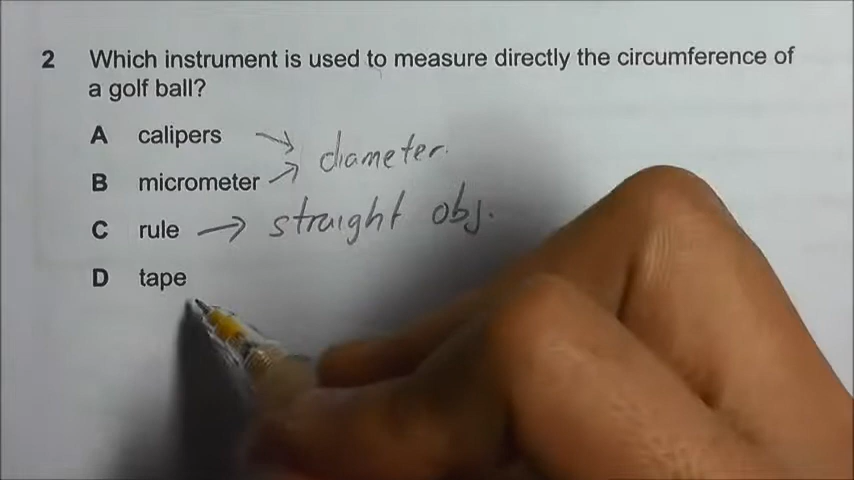 2 Which instrument is used to measure directly the circumference of
a golf ball?
A calipers
diameter.
B micrometer
C rule → straight obj.
D tape